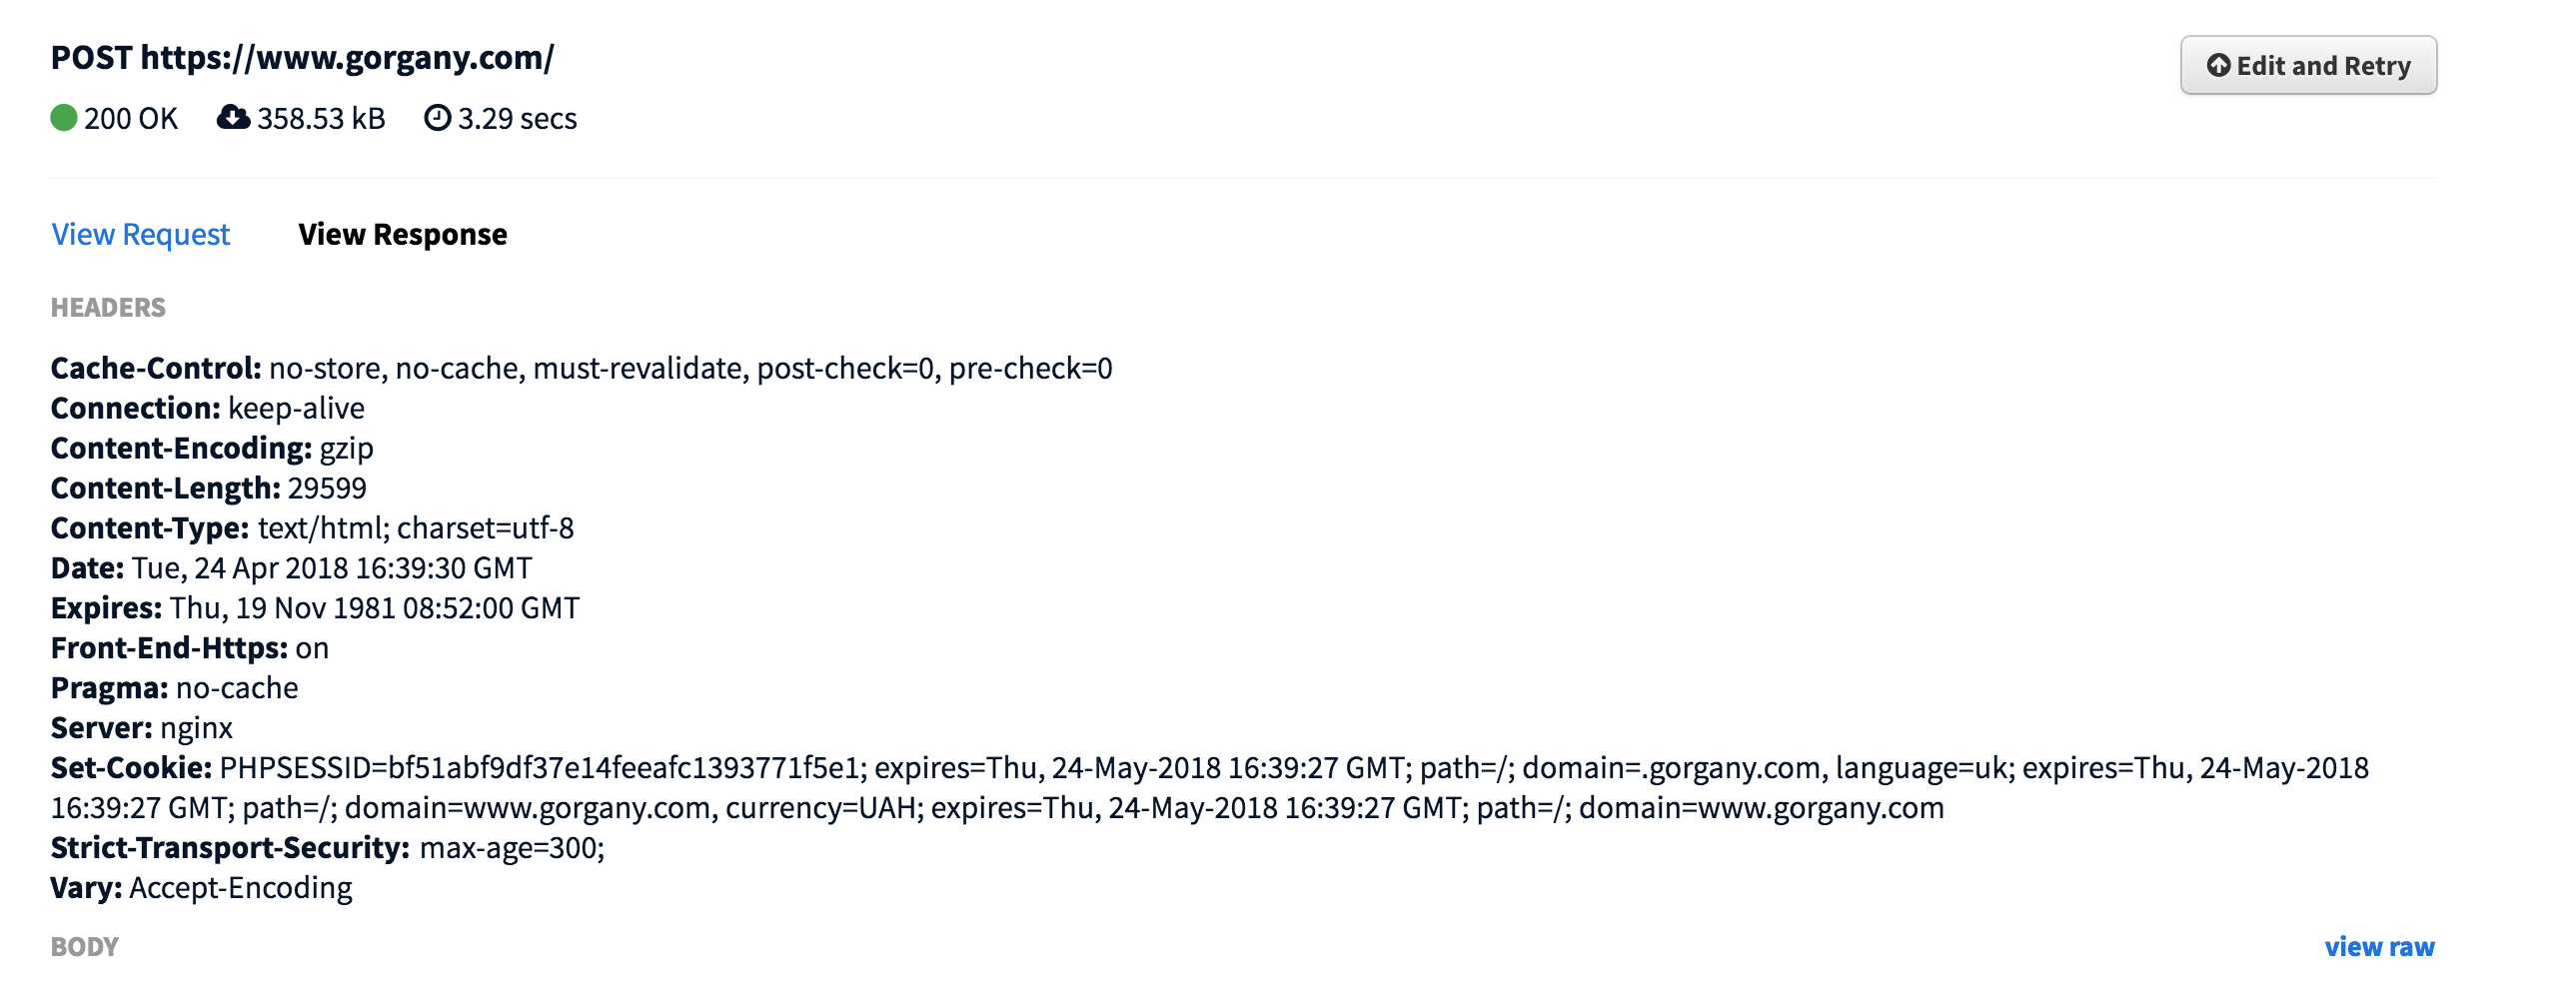 POST https://www.gorgany.com/
Edit and Retry
200 OK 358.53 kB 3.29 secs
View Request View Response
HEADERS
Cache-Control: no-store, no-cache, must-revalidate, post-check=0, pre-check=0
Connection: keep-alive
Content-Encoding: gzip
Content-Length: 29599
Content-Type: text/html; charset=utf-8
Date: Tue, 24 Apr 2018 16:39:30 GMT
Expires: Thu, 19 Nov 1981 08:52:00 GMT
Front-End-Https: on
Pragma: no-cache
Server: nginx
Set-Cookie: PHPSESSID=bf51abf9df37e14feeafc1393771f5e1; expires=Thu, 24-May-2018 16:39:27 GMT; path=/; domain=.gorgany.com, language=uk; expires=Thu, 24-May-2018
16:39:27 GMT; path=/; domain=www.gorgany.com, currency=UAH; expires=Thu, 24-May-2018 16:39:27 GMT; path=/; domain=www.gorgany.com
Strict-Transport-Security: max-age=300;
Vary: Accept-Encoding
BODY
view raw